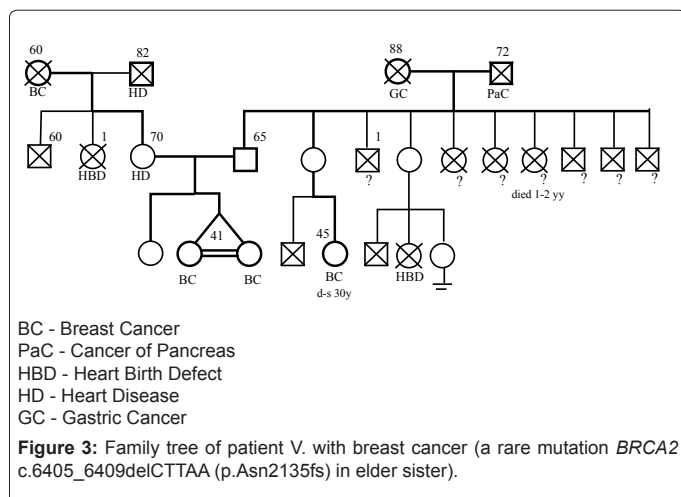 60 82 88 72
BC HD GC PaC
60 1 70 65 1
HBD HD ? ? ? ? ? ? ?
died 1-2 yy
41 45
BC BC BC HBD
d-s 30y
BC - Breast Cancer
PaC - Cancer of Pancreas
HBD - Heart Birth Defect
HD - Heart Disease
GC - Gastric Cancer
Figure 3: Family tree of patient V. with breast cancer (a rare mutation BRCA2
c.6405_6409delCTTAA (p.Asn2135fs) in elder sister).